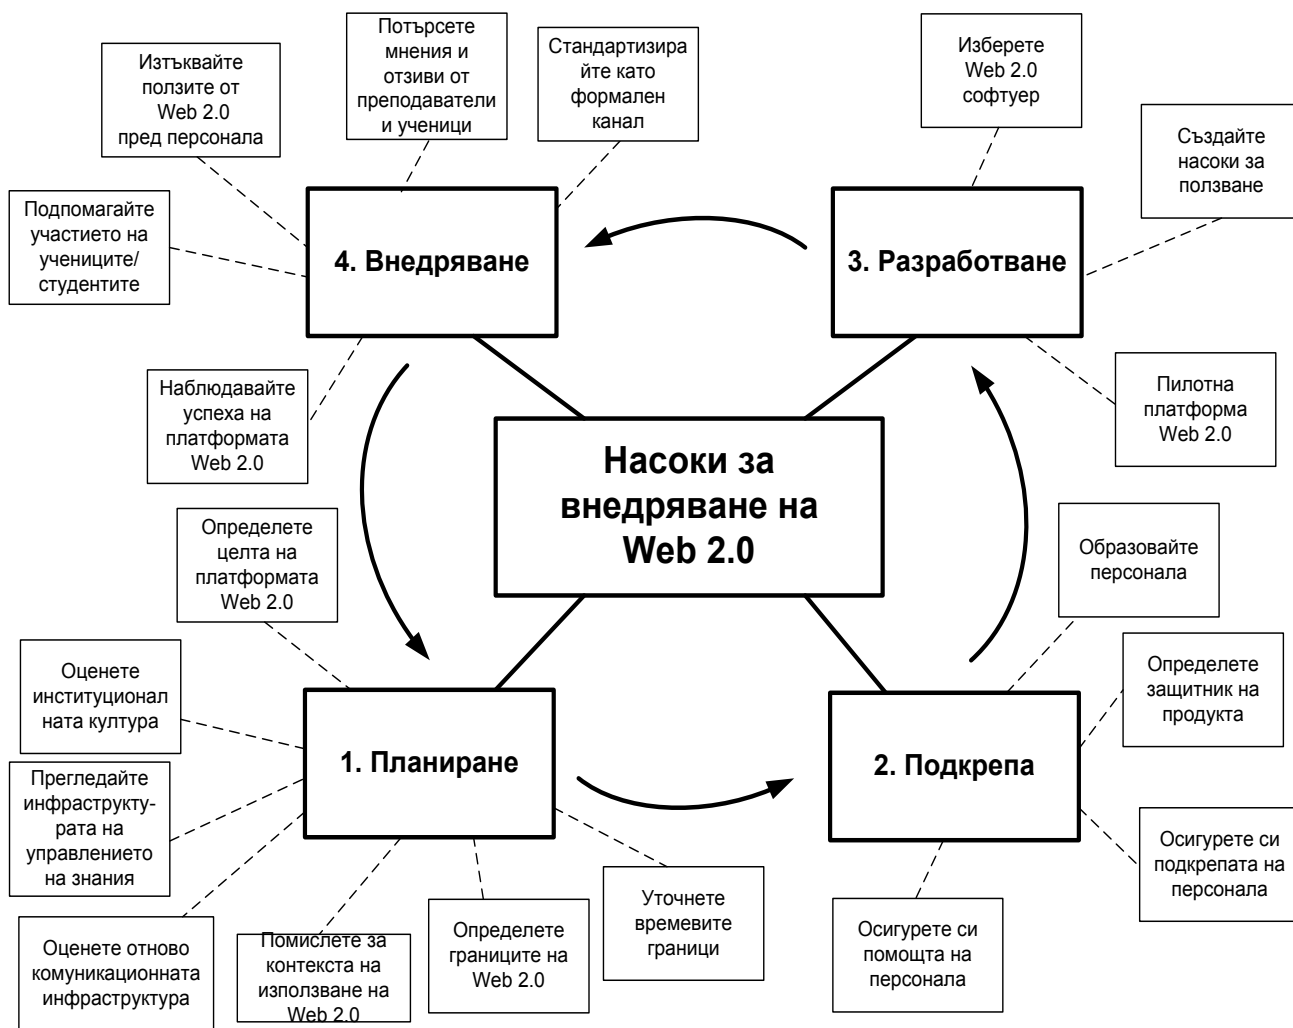 Потърсете
мнения и
отзиви от
преподаватели
и ученици
Стандартизира
йте като
формален
канал
Изтъквайте
ползите от
Web 2.0
пред персонала
Изберете
Web 2.0
софтуер
Създайте
насоки за
ползване
Подпомагайте
участието на
учениците/
студентите
4. Внедряване
3. Разработване
Наблюдавайте
успеха на
платформата
Web 2.0
Пилотна
платформа
Web 2.0
Насоки за
внедряване на
Web 2.0
Определете
целта на
платформата
Web 2.0
Образовайте
персонала
Оценете
институционал
ната култура
Определете
защитник на
продукта
1. Планиране
2. Подкрепа
Прегледайте
инфраструкту-
рата на
управлението
на знания
Осигурете си
подкрепата на
персонала
Оценете отново
комуникационната
инфраструктура
Помислете за
контекста на
използване на
Web 2.0
Определете
границите на
Web 2.0
Уточнете
времевите
граници
Осигурете си
помощта на
персонала